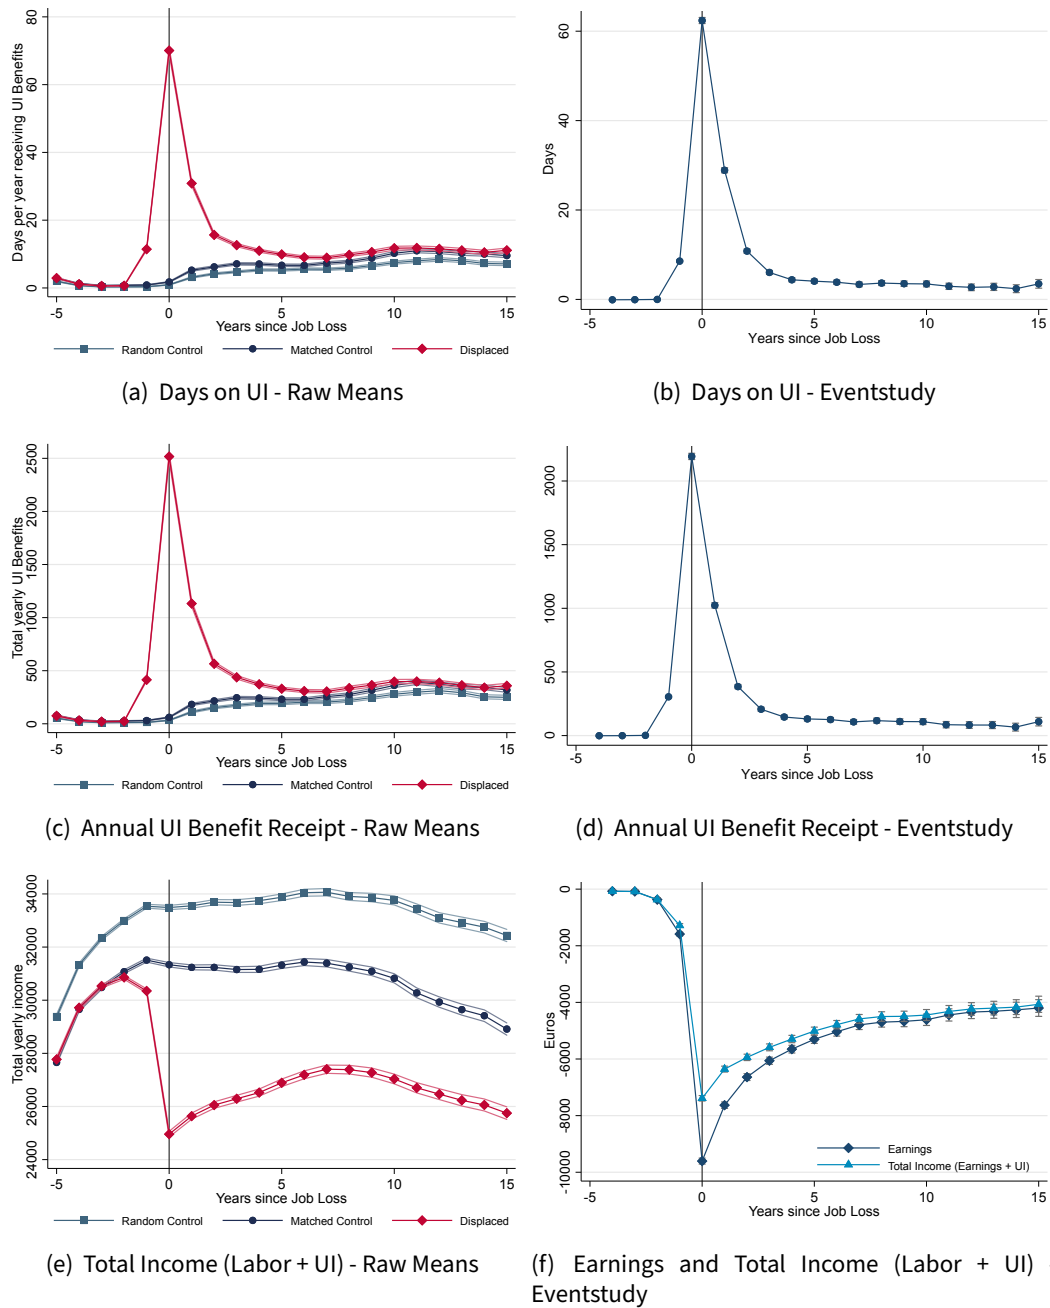 Days per year receiving UI Benefits
80
60
40
20
0
-5 0 5 10 15
Years since Job Loss
Random Control Matched Control Displaced
(a) Days on UI - Raw Means
Days
60
40
20
0
-5 0 5 10 15
Years since Job Loss
(b) Days on UI - Eventstudy
Total yearly UI Benefits
2500
2000
1500
1000
500
0
-5 0 5 10 15
Years since Job Loss
Random Control Matched Control Displaced
(c) Annual UI Benefit Receipt - Raw Means
2000
1500
1000
500
0
-5 0 5 10 15
Years since Job Loss
(d) Annual UI Benefit Receipt - Eventstudy
Total yearly income
34000
32000
30000
28000
26000
24000
-5 0 5 10 15
Years since Job Loss
Random Control Matched Control Displaced
(e) Total Income (Labor + UI) - Raw Means
Euros
0
-2000
-4000
-6000
-8000
-10000
Earnings
Total Income (Earnings + UI)
-5 0 5 10 15
Years since Job Loss
(f) Earnings and Total Income (Labor + UI)
Eventstudy